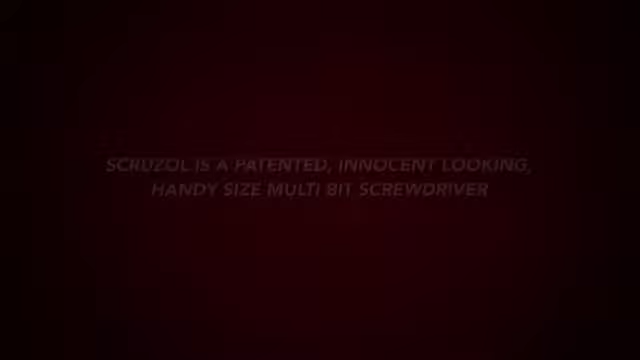 SCRUZOL IS A PATENTED, INNOCENT LOOKING,
HANDY SIZE MULTI BIT SCREWDRIVER